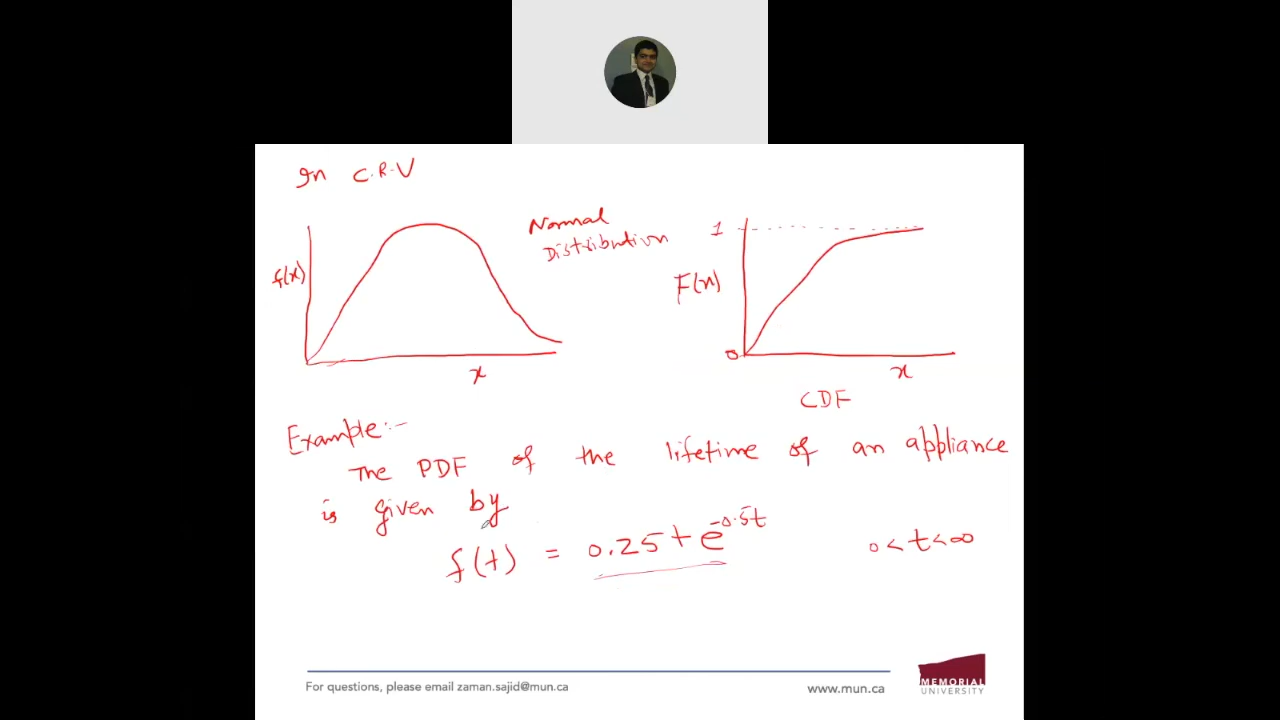 In C.R.V
f(x)
x
Normal
Distribution
1
F(x)
0
x
CDF
Example:-
The PDF of the lifetime of an appliance
is given by
f(t) = 0.25 t e^-0.5t 0 < t < ∞
For questions, please email zaman.sajid@mun.ca
www.mun.ca
MEMORIAL
UNIVERSITY